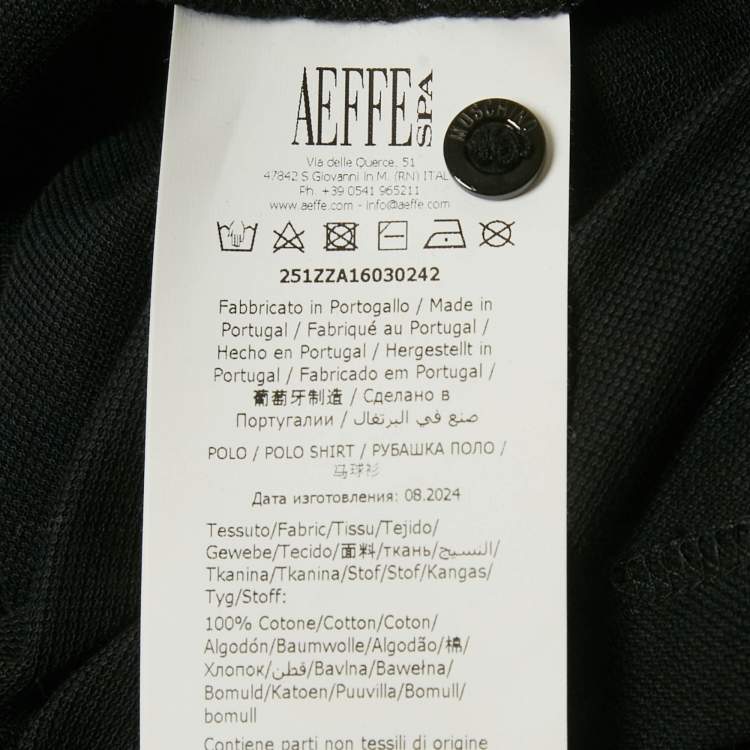 AEFFE SPA
MOSCHINO
Via delle Querce, 51
47842 S Giovanni in M. (RN) ITAL
Ph. +39 0541 965211
www.aeffe.com - info@aeffe.com
251ZZA16030242
Fabbricato in Portogallo / Made in
Portugal / Fabriqué au Portugal /
Hecho en Portugal / Hergestellt in
Portugal / Fabricado em Portugal /
葡萄牙制造 / Сделано в
Португалии / صنع في البرتغال
POLO / POLO SHIRT / РУБАШКА ПОЛО /
马球衫
Дата изготовления: 08.2024
Tessuto/Fabric/Tissu/Tejido/
Gewebe/Tecido/面料/ткань/النسيج/
Tkanina/Tkanina/Stof/Stof/Kangas/
Tyg/Stoff:
100% Cotone/Cotton/Coton/
Algodón/Baumwolle/Algodão/棉/
Хлопок/قطن/Bavlna/Bawełna/
Bomuld/Katoen/Puuvilla/Bomull/
bomull
Contiene parti non tessili di origine